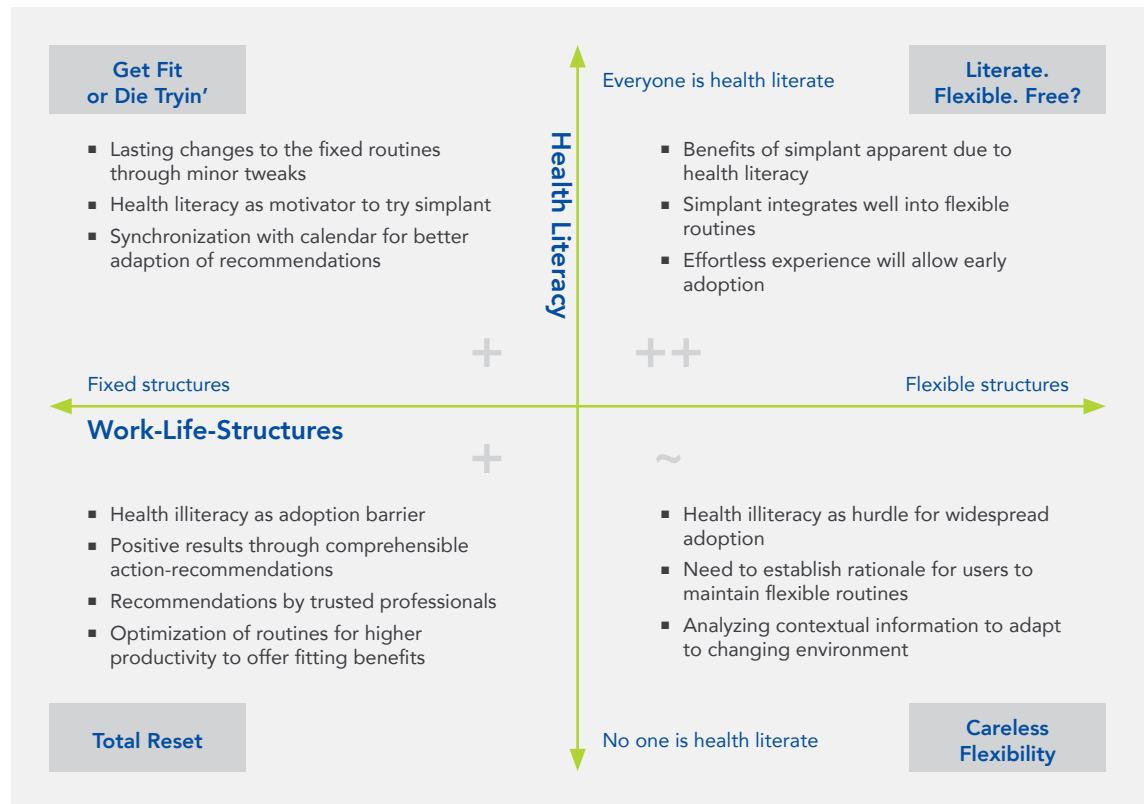 Get Fit
or Die Tryin’
Everyone is health literate
Literate.
Flexible. Free?
▪ Lasting changes to the fixed routines
through minor tweaks
▪ Health literacy as motivator to try simplant
▪ Synchronization with calendar for better
adaption of recommendations
Health Literacy
▪ Benefits of simplant apparent due to
health literacy
▪ Simplant integrates well into flexible
routines
▪ Effortless experience will allow early
adoption
+
++
Fixed structures
Flexible structures
Work-Life-Structures
+
~
▪ Health illiteracy as adoption barrier
▪ Positive results through comprehensible
action-recommendations
▪ Recommendations by trusted professionals
▪ Optimization of routines for higher
productivity to offer fitting benefits
▪ Health illiteracy as hurdle for widespread
adoption
▪ Need to establish rationale for users to
maintain flexible routines
▪ Analyzing contextual information to adapt
to changing environment
Total Reset
No one is health literate
Careless
Flexibility